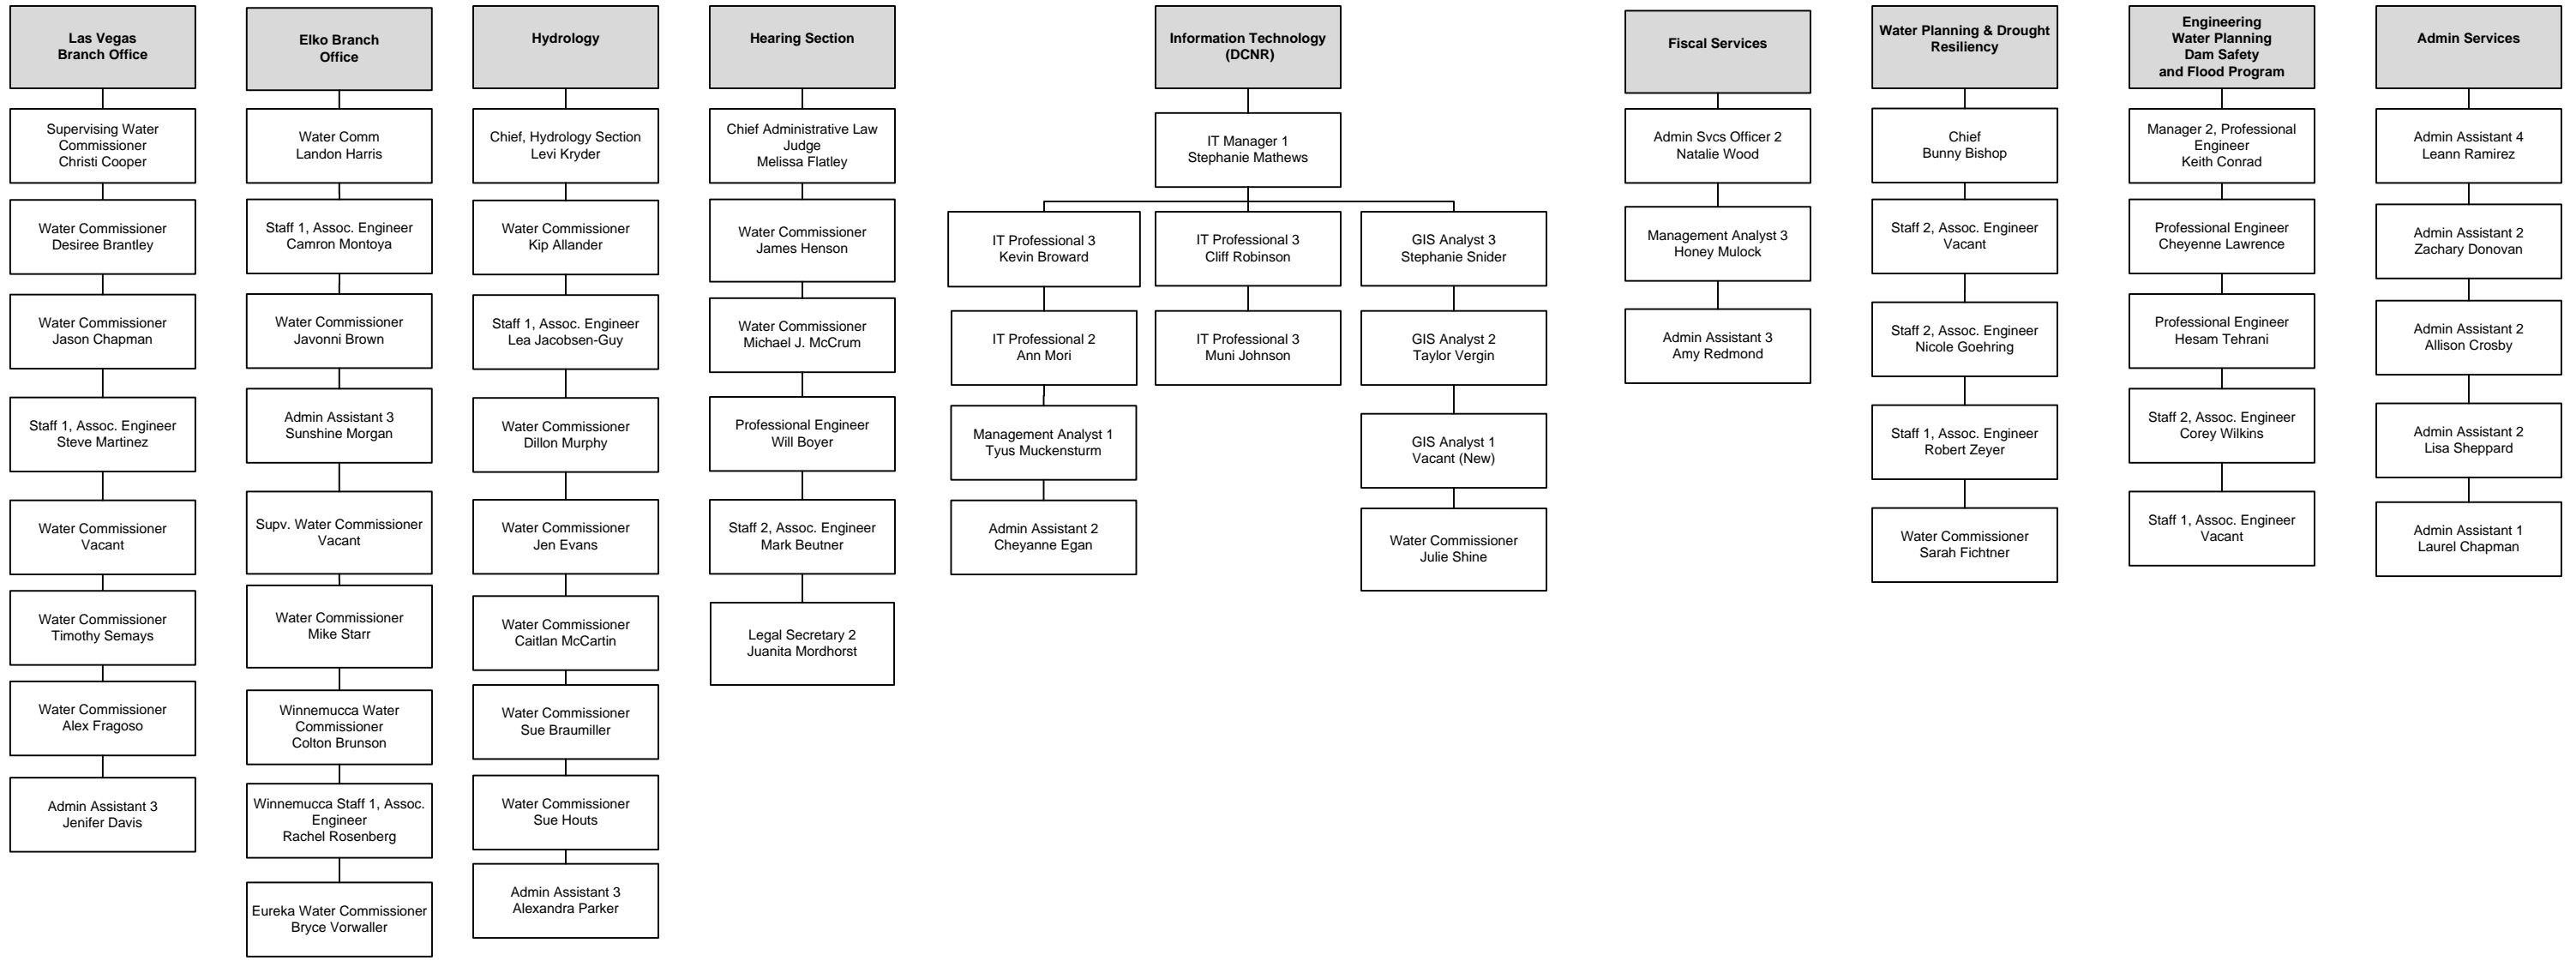 Las Vegas
Branch Office
Supervising Water
Commissioner
Christi Cooper
Water Commissioner
Desiree Brantley
Water Commissioner
Jason Chapman
Staff 1, Assoc. Engineer
Steve Martinez
Water Commissioner
Vacant
Water Commissioner
Timothy Semays
Water Commissioner
Alex Fragoso
Admin Assistant 3
Jenifer Davis
Elko Branch
Office
Water Comm
Landon Harris
Staff 1, Assoc. Engineer
Camron Montoya
Water Commissioner
Javonni Brown
Admin Assistant 3
Sunshine Morgan
Supv. Water Commissioner
Vacant
Water Commissioner
Mike Starr
Winnemucca Water
Commissioner
Colton Brunson
Winnemucca Staff 1, Assoc.
Engineer
Rachel Rosenberg
Eureka Water Commissioner
Bryce Vorwaller
Hydrology
Chief, Hydrology Section
Levi Kryder
Water Commissioner
Kip Allander
Staff 1, Assoc. Engineer
Lea Jacobsen-Guy
Water Commissioner
Dillon Murphy
Water Commissioner
Jen Evans
Water Commissioner
Caitlan McCartin
Water Commissioner
Sue Braumiller
Water Commissioner
Sue Houts
Admin Assistant 3
Alexandra Parker
Hearing Section
Chief Administrative Law
Judge
Melissa Flatley
Water Commissioner
James Henson
Water Commissioner
Michael J. McCrum
Professional Engineer
Will Boyer
Staff 2, Assoc. Engineer
Mark Beutner
Legal Secretary 2
Juanita Mordhorst
Information Technology
(DCNR)
IT Manager 1
Stephanie Mathews
IT Professional 3
Kevin Broward
IT Professional 2
Ann Mori
Management Analyst 1
Tyus Muckensturm
Admin Assistant 2
Cheyanne Egan
IT Professional 3
Cliff Robinson
IT Professional 3
Muni Johnson
GIS Analyst 3
Stephanie Snider
GIS Analyst 2
Taylor Vergin
GIS Analyst 1
Vacant (New)
Water Commissioner
Julie Shine
Fiscal Services
Admin Svcs Officer 2
Natalie Wood
Management Analyst 3
Honey Mulock
Admin Assistant 3
Amy Redmond
Water Planning & Drought
Resiliency
Chief
Bunny Bishop
Staff 2, Assoc. Engineer
Vacant
Staff 2, Assoc. Engineer
Nicole Goehring
Staff 1, Assoc. Engineer
Robert Zeyer
Water Commissioner
Sarah Fichtner
Engineering
Water Planning
Dam Safety
and Flood Program
Manager 2, Professional
Engineer
Keith Conrad
Professional Engineer
Cheyenne Lawrence
Professional Engineer
Hesam Tehrani
Staff 2, Assoc. Engineer
Corey Wilkins
Staff 1, Assoc. Engineer
Vacant
Admin Services
Admin Assistant 4
Leann Ramirez
Admin Assistant 2
Zachary Donovan
Admin Assistant 2
Allison Crosby
Admin Assistant 2
Lisa Sheppard
Admin Assistant 1
Laurel Chapman